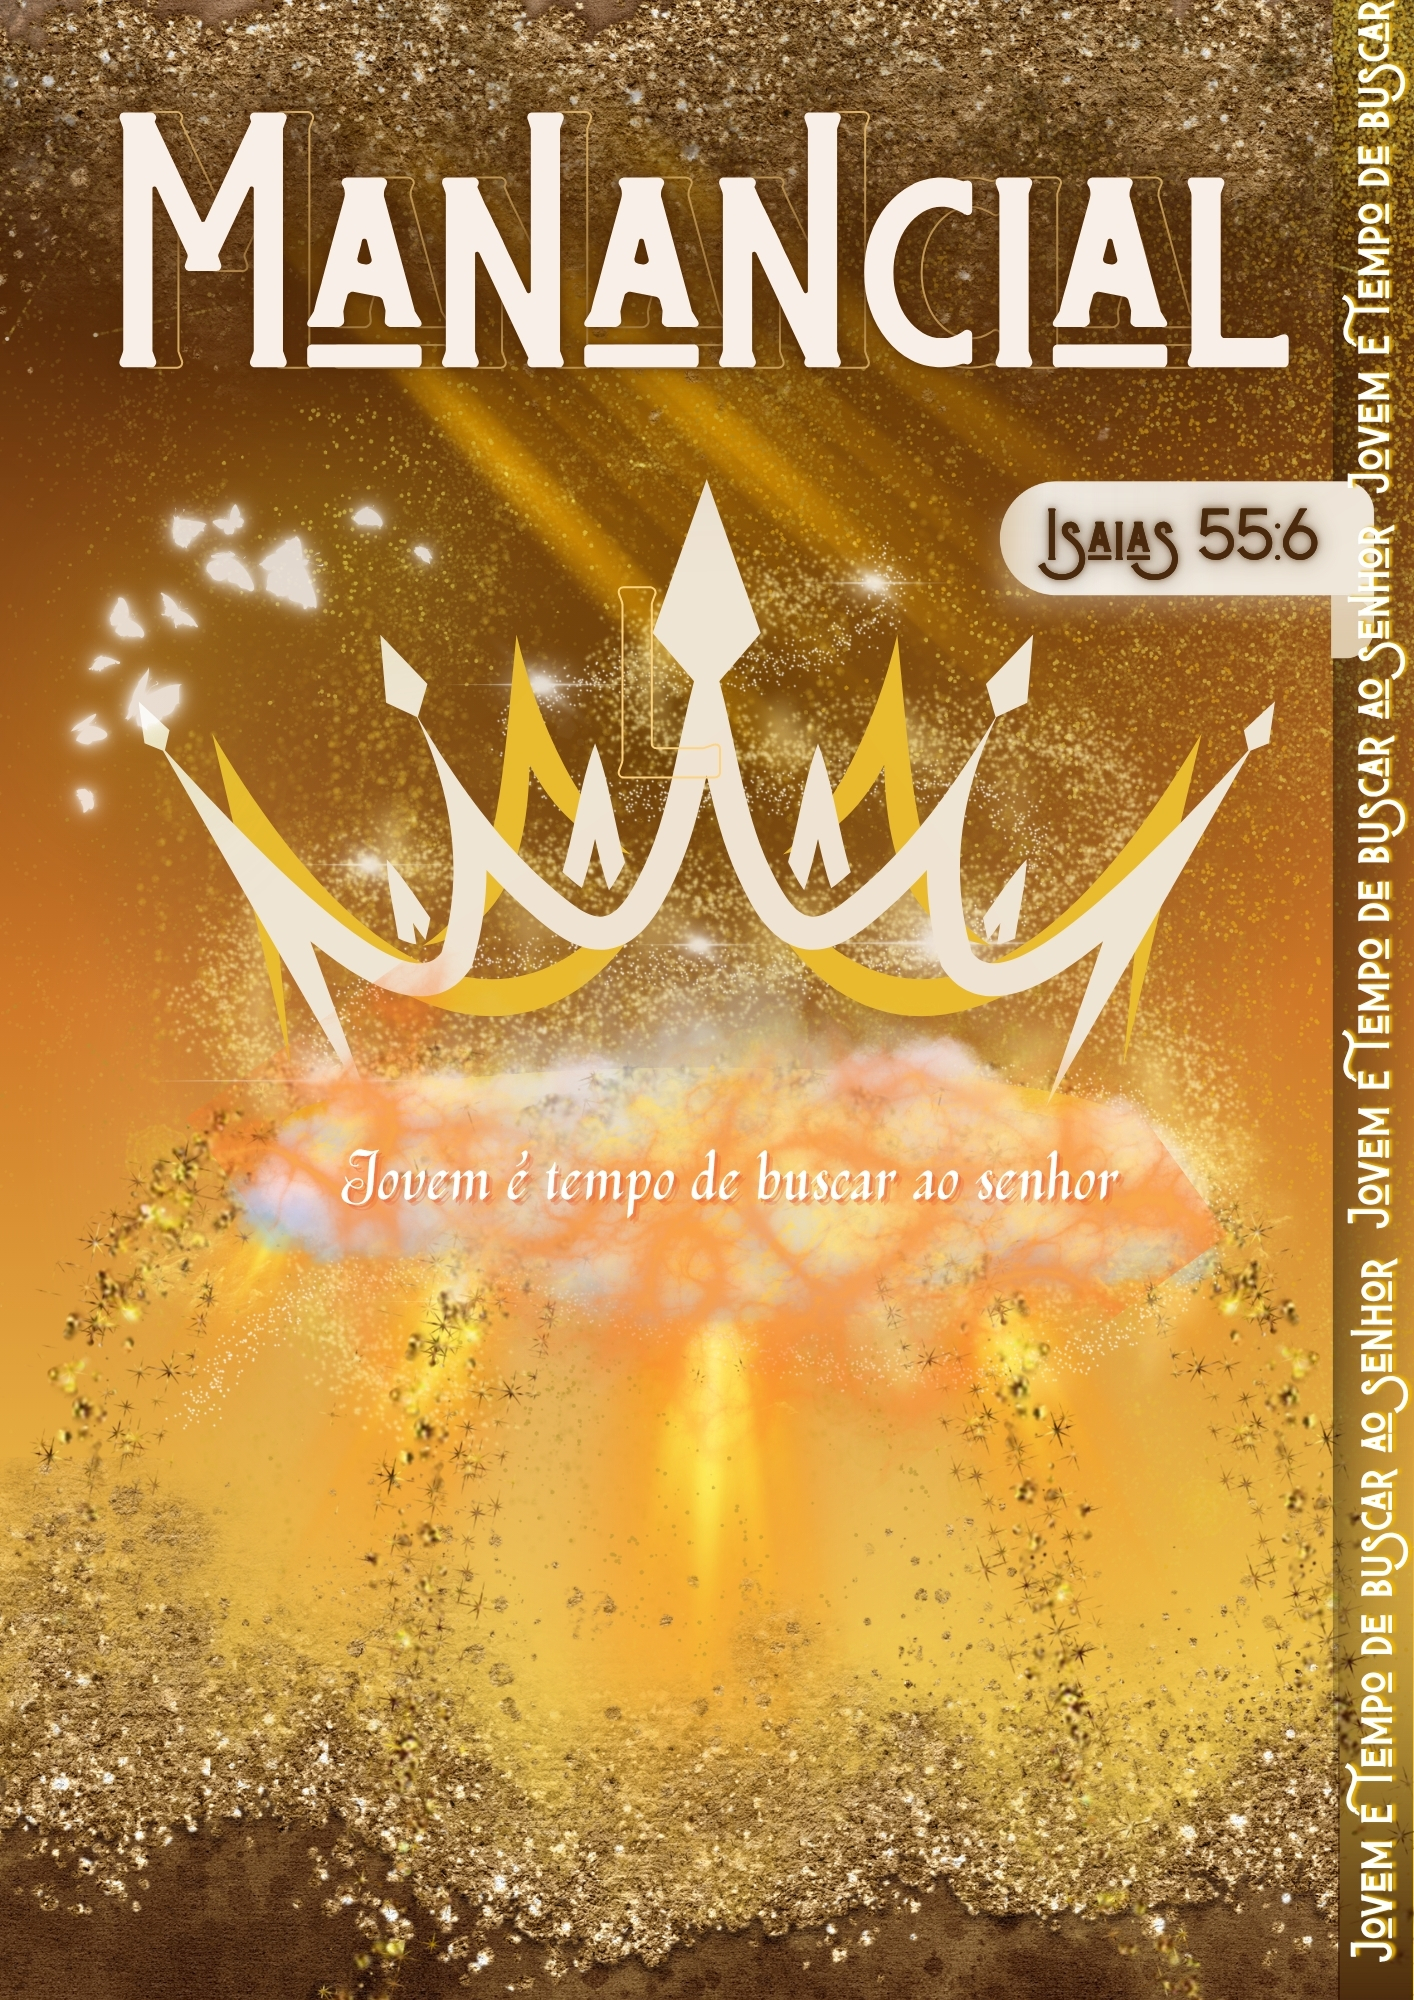 Manancial
Isaias 55:6
Jovem é tempo de buscar ao senhor
Jovem E Tempo de buscar ao Senhor Jovem E Tempo de buscar ao Senhor Jovem E Tempo de buscar